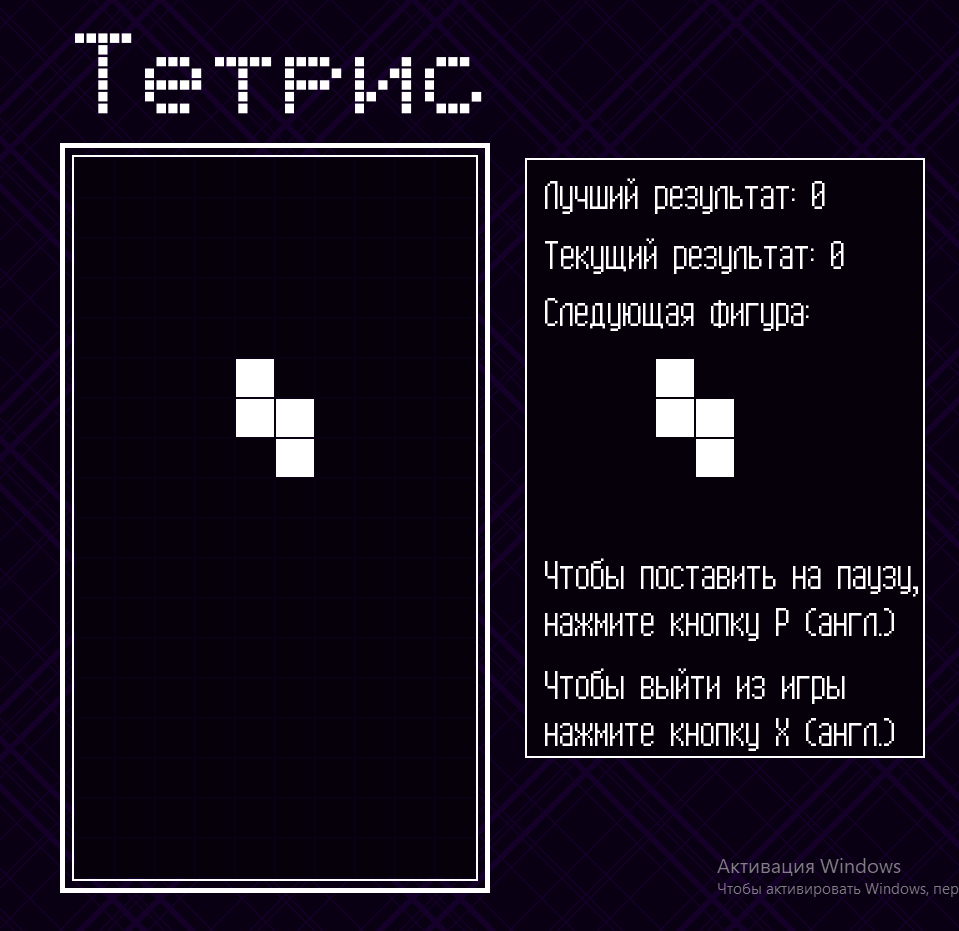 Тетрис
Лучший результат: 0
Текущий результат: 0
Следующая фигура:
Чтобы поставить на паузу,
нажмите кнопку P (англ.)
Чтобы выйти из игры
нажмите кнопку X (англ.)
Активация Windows
Чтобы активировать Windows, пер